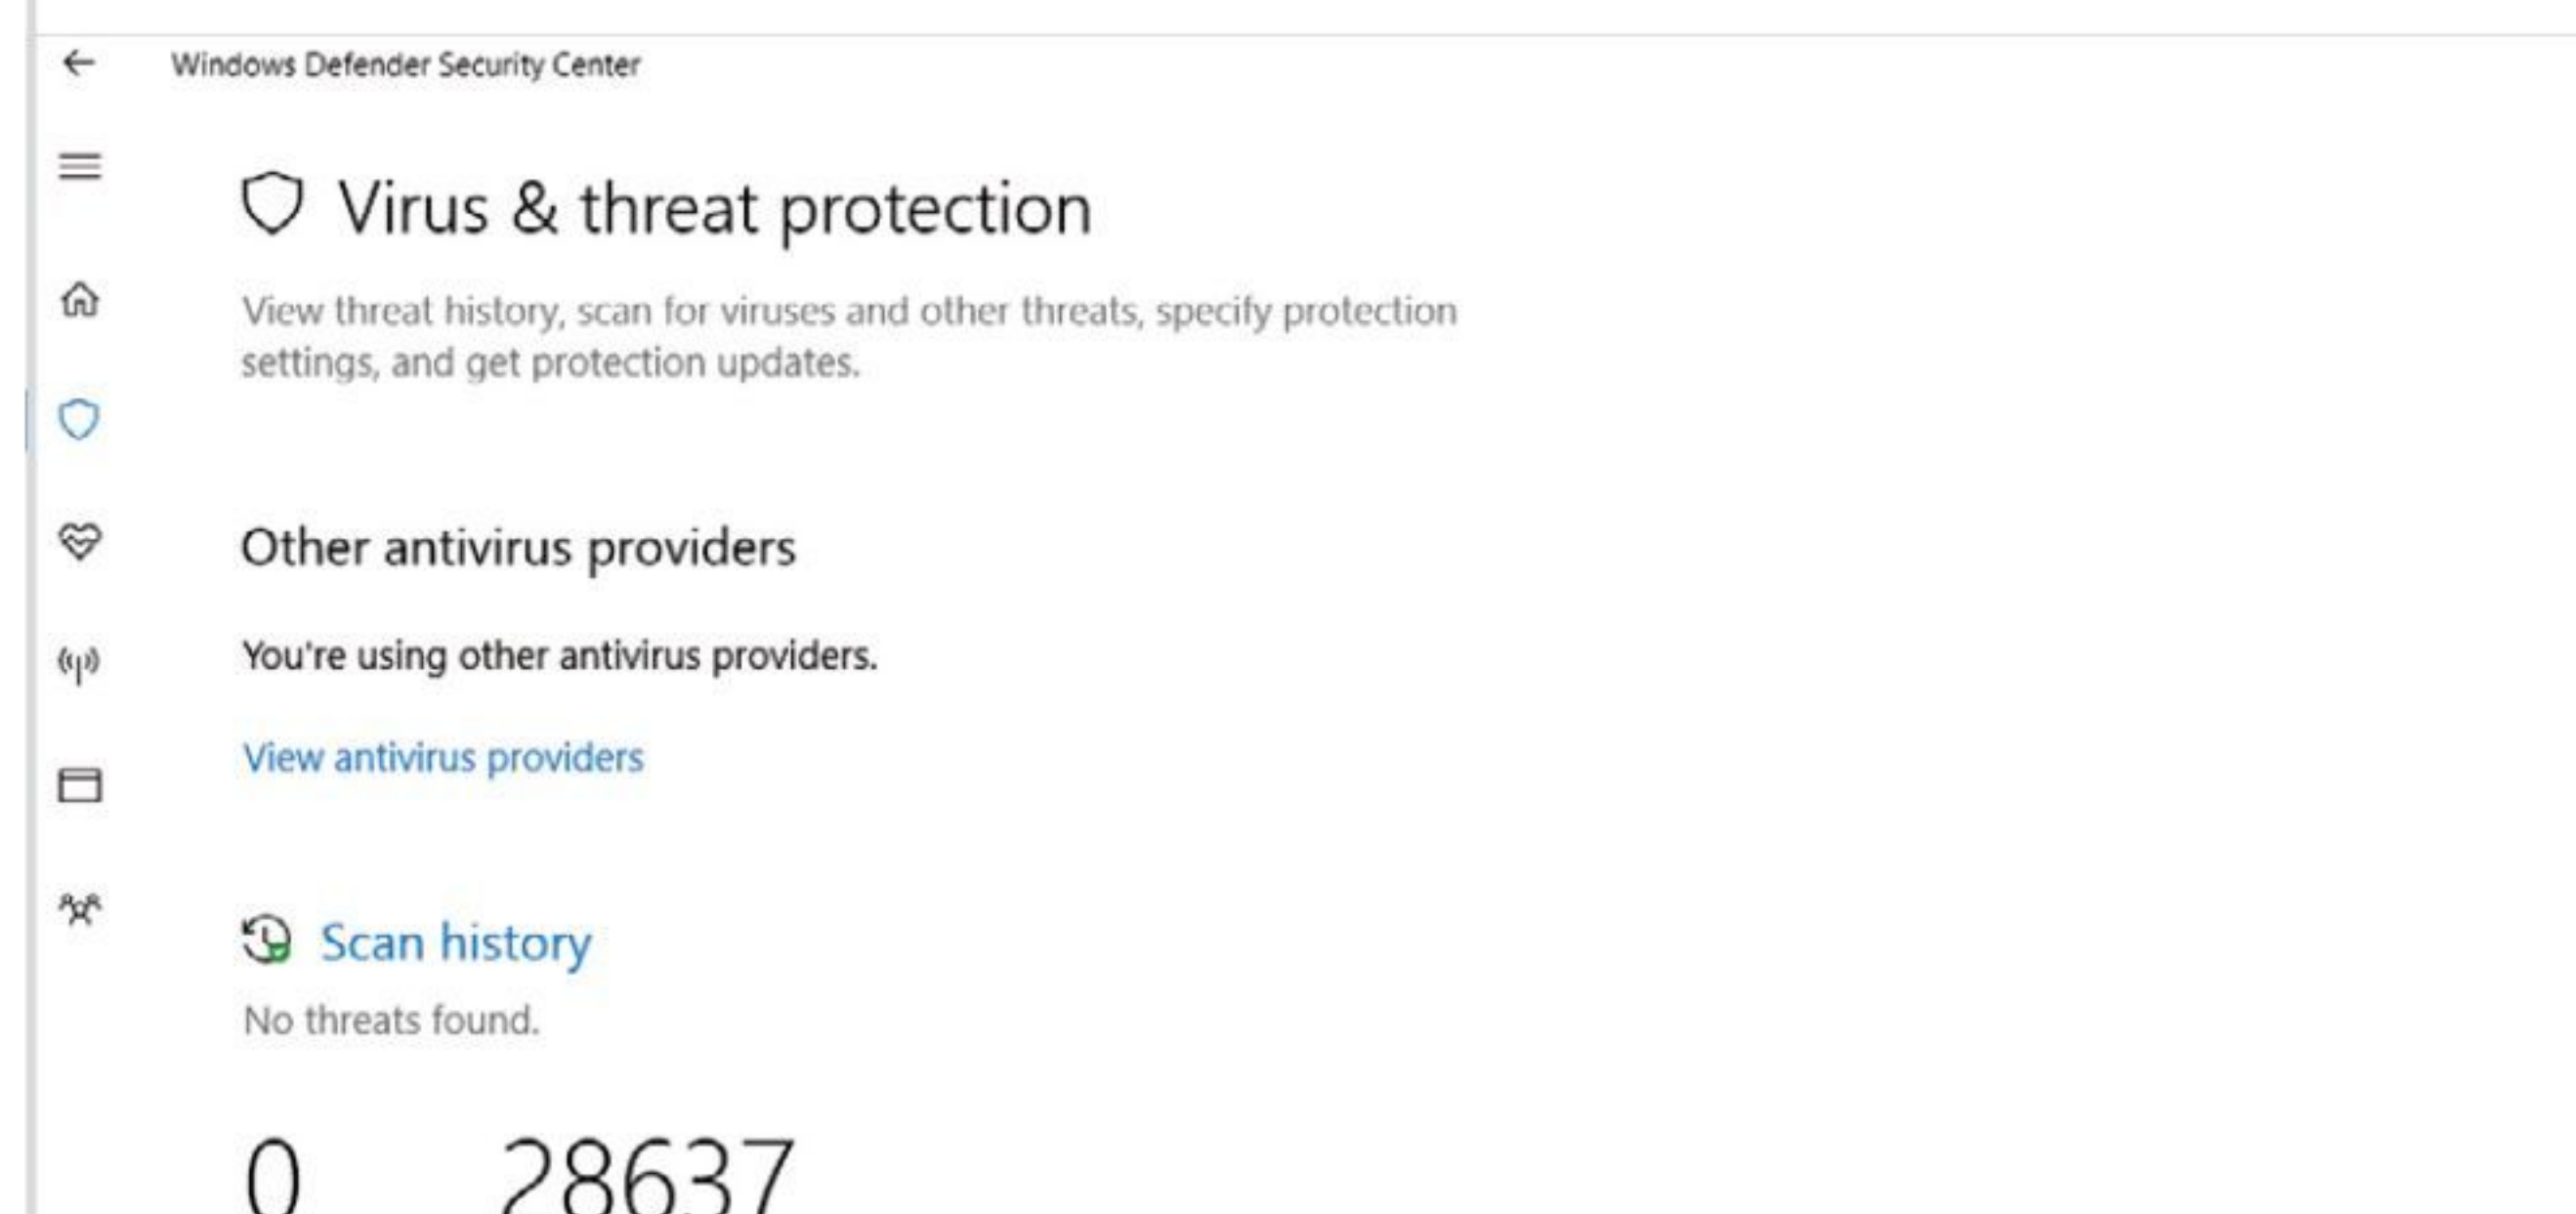 Windows Defender Security Center
Virus & threat protection
View threat history, scan for viruses and other threats, specify protection
settings, and get protection updates.
Other antivirus providers
You're using other antivirus providers.
View antivirus providers
Scan history
No threats found.
0 28637